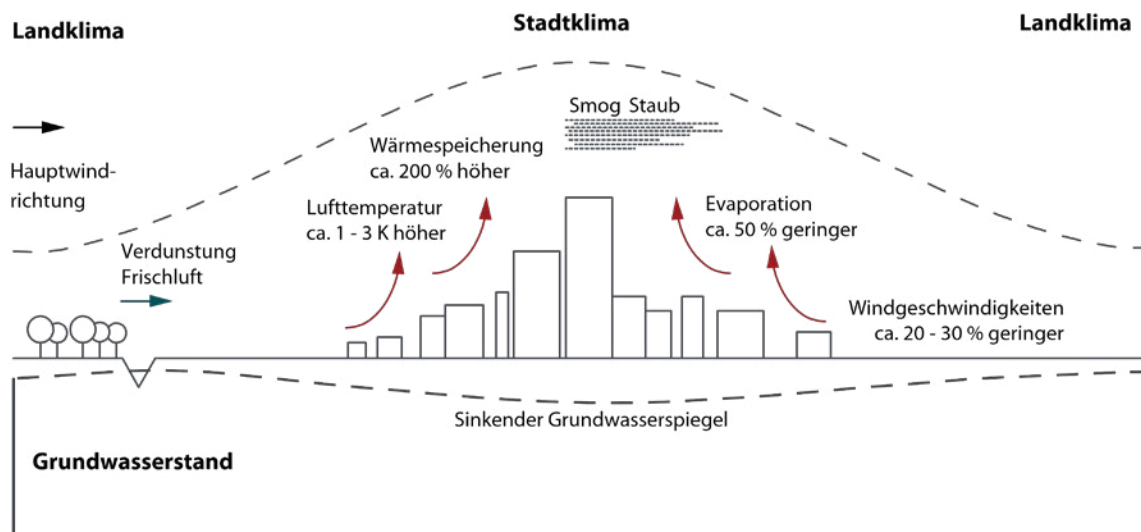 Landklima
Stadtklima
Landklima
Smog Staub
Wärmespeicherung
ca. 200 % höher
Hauptwind-
richtung
Lufttemperatur
ca. 1 - 3 K höher
Evaporation
ca. 50 % geringer
Verdunstung
Frischluft
Windgeschwindigkeiten
ca. 20 - 30 % geringer
Sinkender Grundwasserspiegel
Grundwasserstand